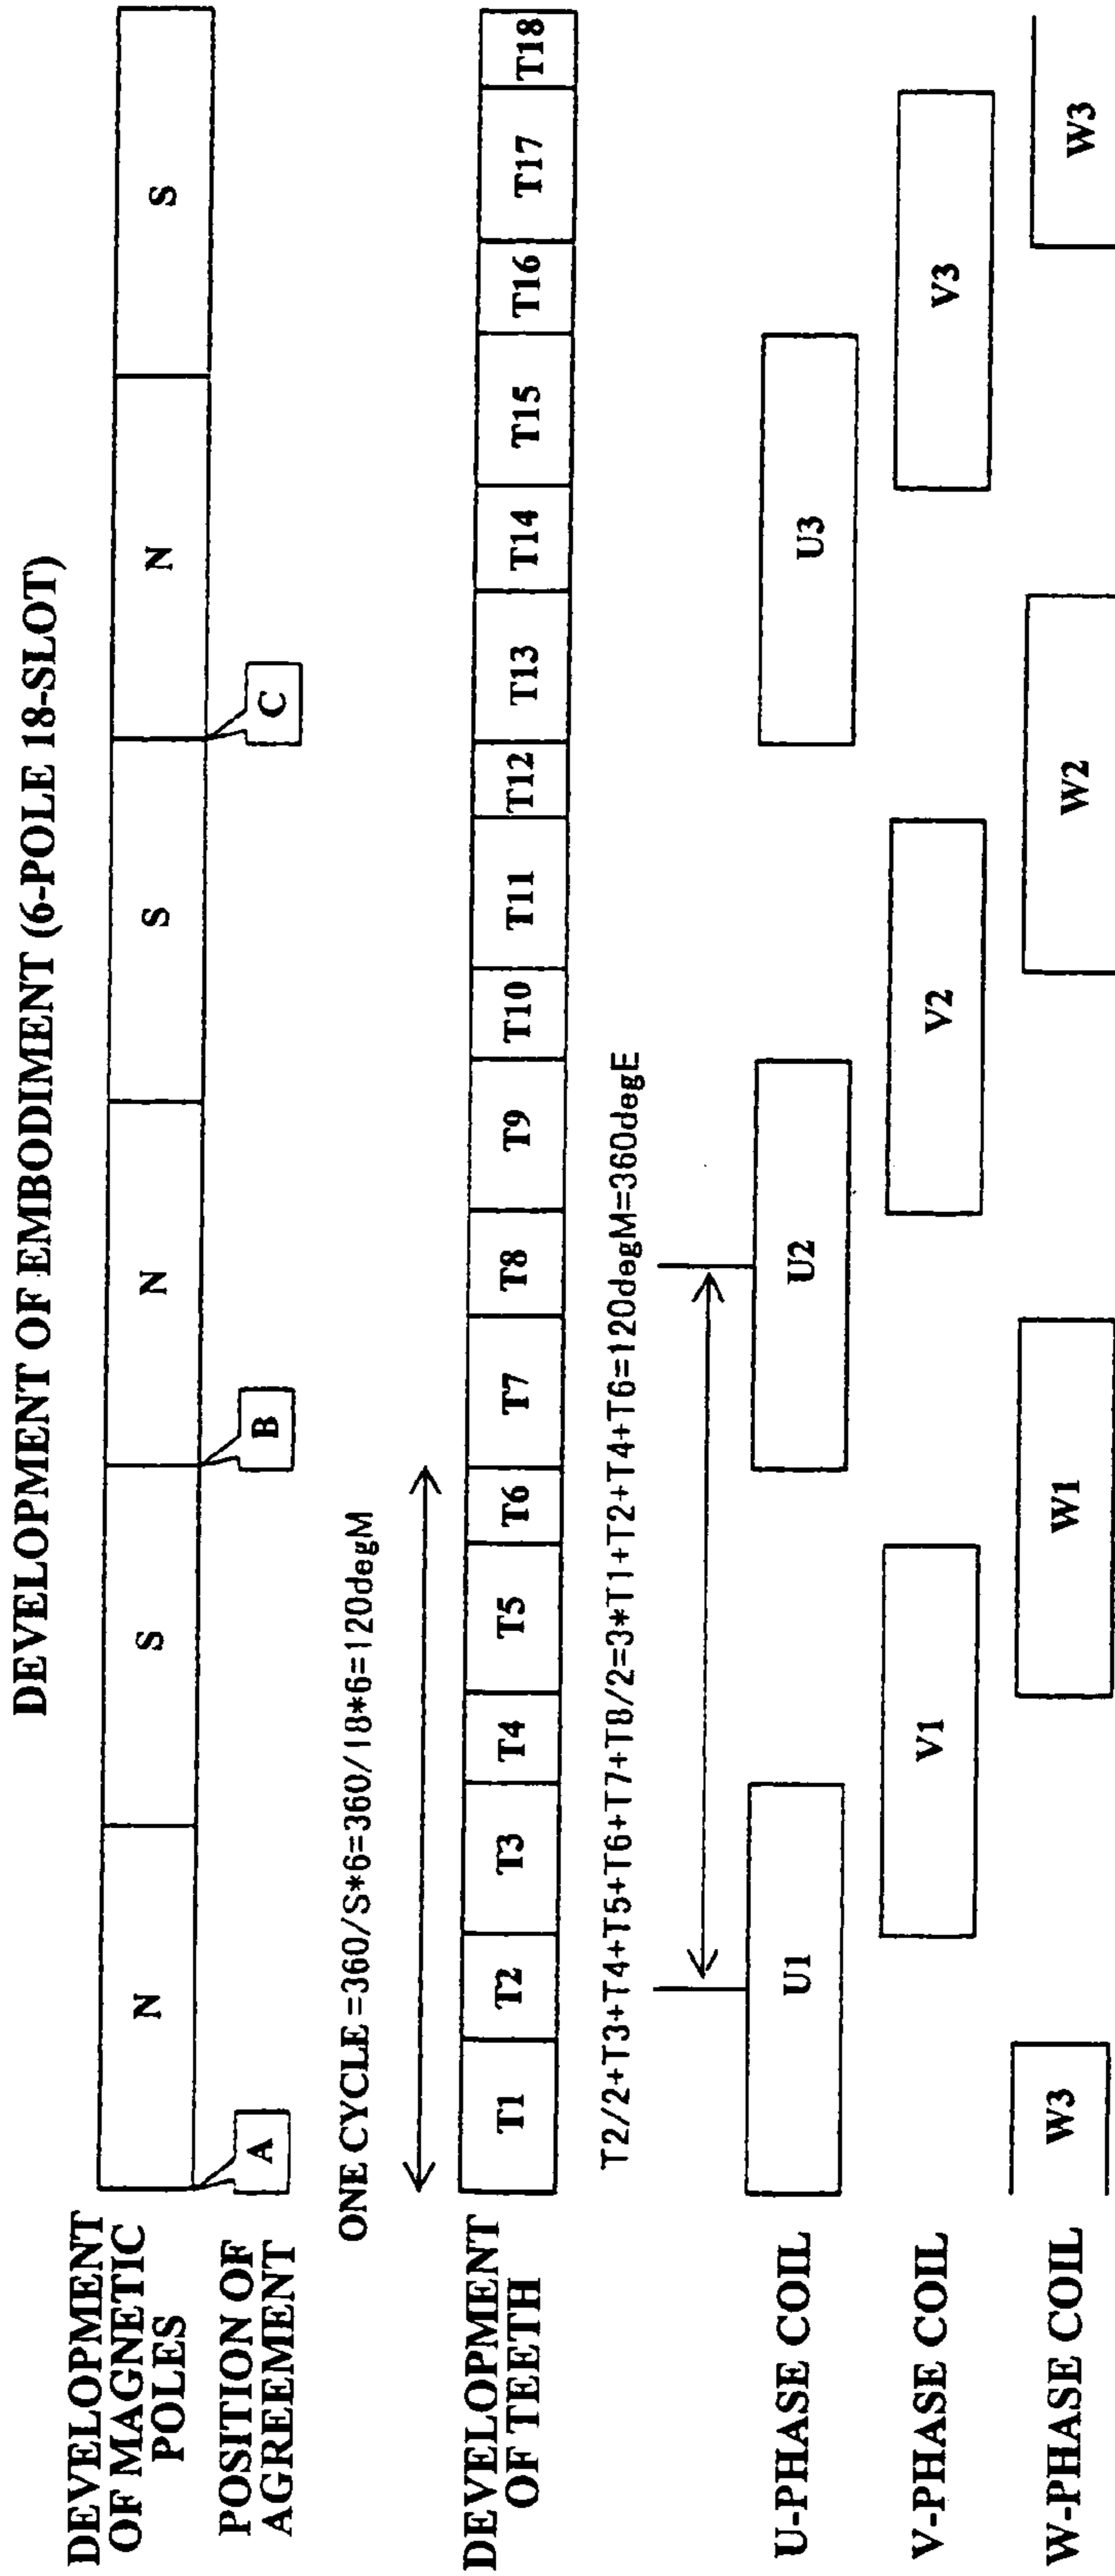 DEVELOPMENT OF EMBODIMENT (6-POLE 18-SLOT)
DEVELOPMENT
OF MAGNETIC
POLES
N S N S N S
POSITION OF
AGREEMENT
A B C
ONE CYCLE=360/S*6=360/18*6=120degM
DEVELOPMENT
OF TEETH
T1 T2 T3 T4 T5 T6 T7 T8 T9 T10 T11 T12 T13 T14 T15 T16 T17 T18
T2/2+T3+T4+T5+T6+T7+T8/2=3*T1+T2+T4+T6=120degM=360degE
U-PHASE COIL
U1 U2 U3
V-PHASE COIL
V1 V2 V3
W-PHASE COIL
W3 W1 W2 W3